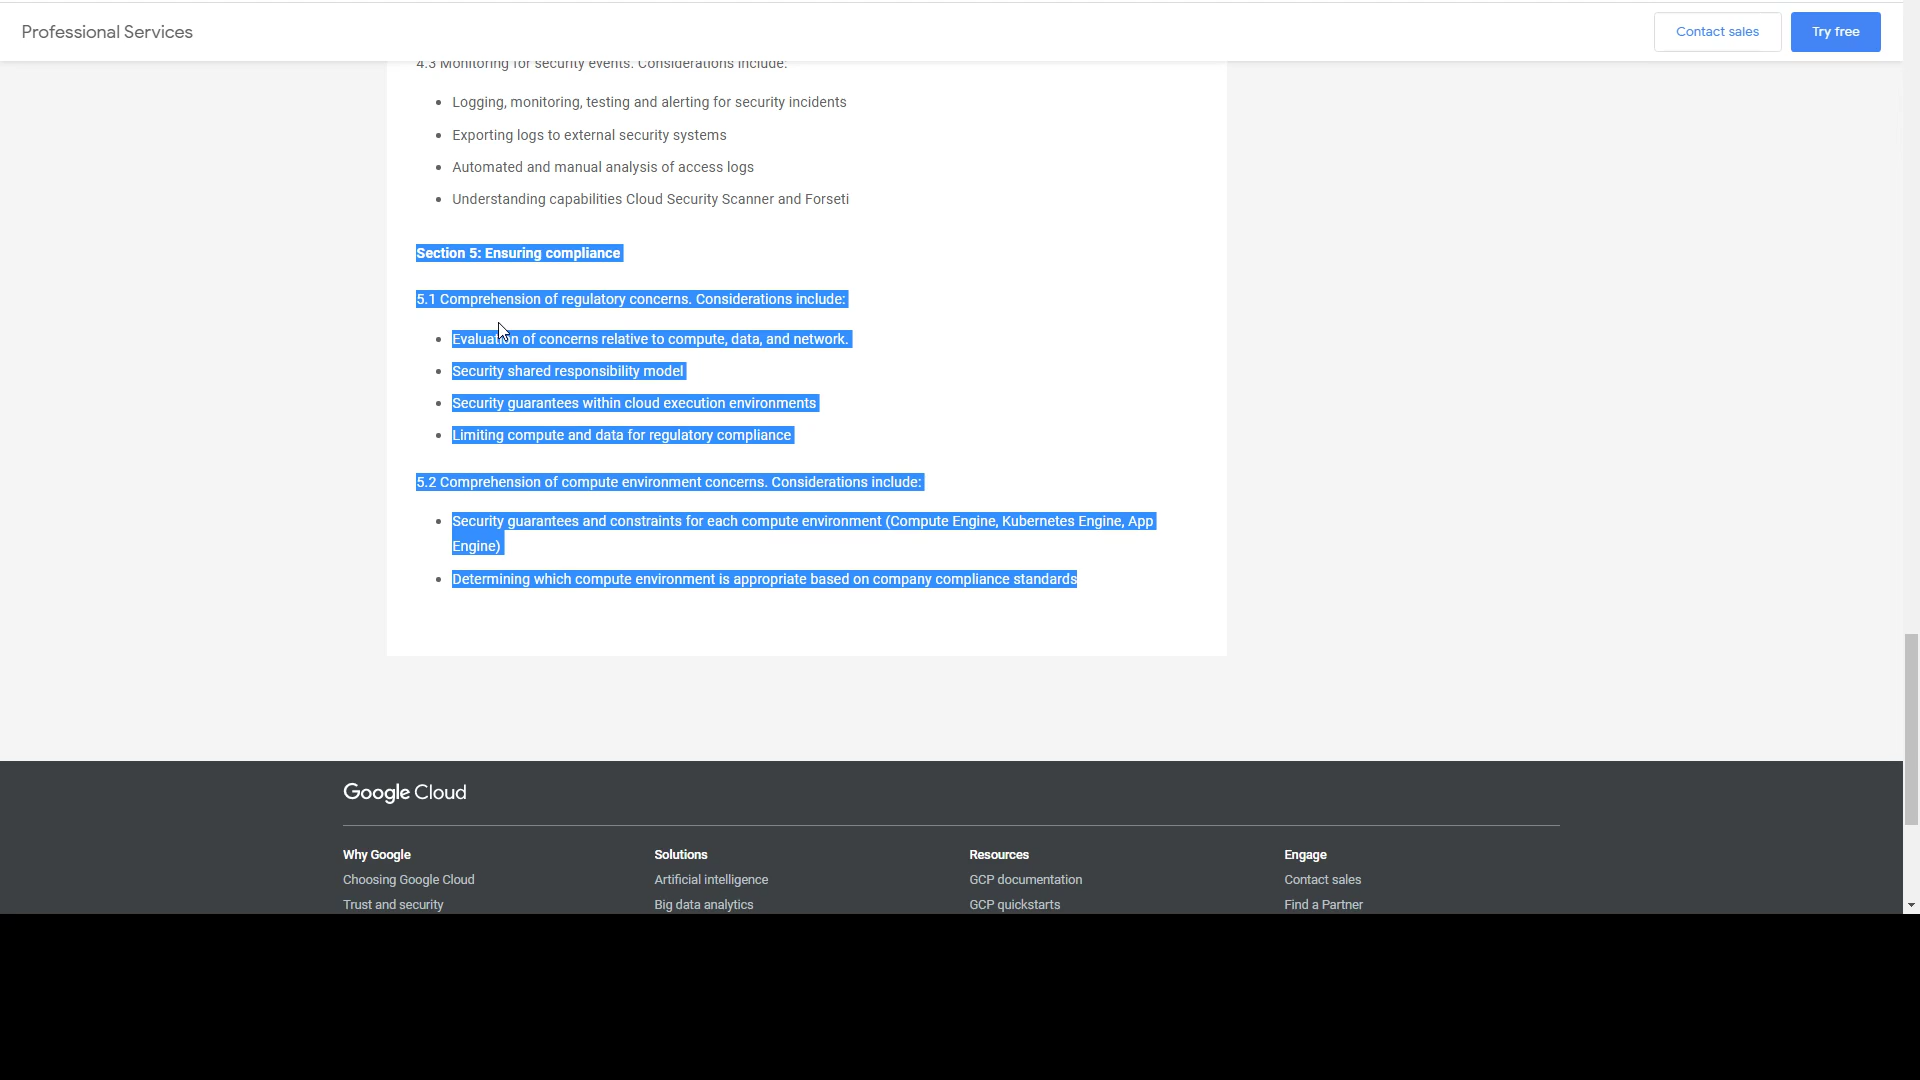 Professional Services
Contact sales
Try free
4.3 Monitoring for security events. Considerations include:
Logging, monitoring, testing and alerting for security incidents
Exporting logs to external security systems
Automated and manual analysis of access logs
Understanding capabilities Cloud Security Scanner and Forseti
Section 5: Ensuring compliance
5.1 Comprehension of regulatory concerns. Considerations include:
Evaluation of concerns relative to compute, data, and network.
Security shared responsibility model
Security guarantees within cloud execution environments
Limiting compute and data for regulatory compliance
5.2 Comprehension of compute environment concerns. Considerations include:
Security guarantees and constraints for each compute environment (Compute Engine, Kubernetes Engine, App
Engine)
Determining which compute environment is appropriate based on company compliance standards
Google Cloud
Why Google
Choosing Google Cloud
Trust and security
Solutions
Artificial intelligence
Big data analytics
Resources
GCP documentation
GCP quickstarts
Engage
Contact sales
Find a Partner